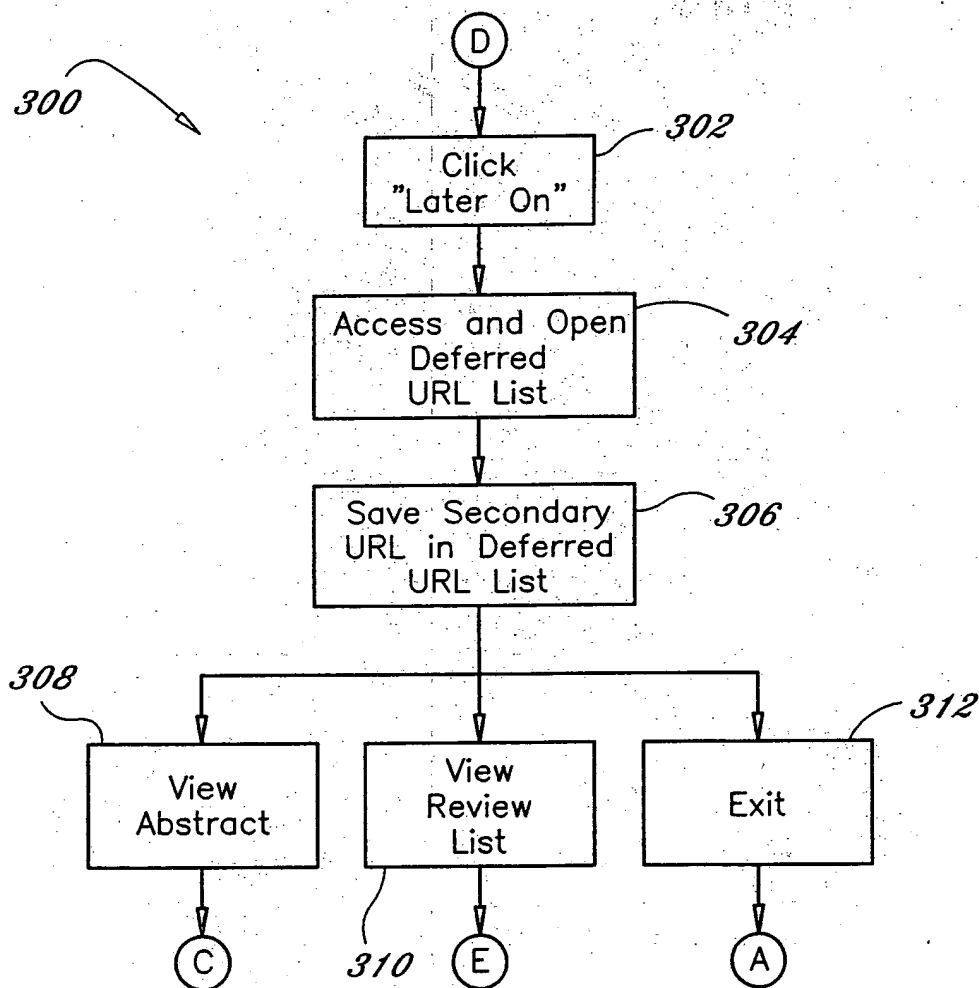 D
300
302
Click
"Later On"
304
Access and Open
Deferred
URL List
306
Save Secondary
URL in Deferred
URL List
308
312
View
Abstract
View
Review
List
Exit
310
C
E
A